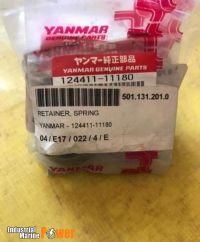 YANMAR
ヤンマー純正部品
YANMAR GENUINE PARTS
124411-11180
501.131.201.0
RETAINER, SPRING
YANMAR - 124411-11180
04 / E17 / 022 / 4 / E
Industrial
Marine Power